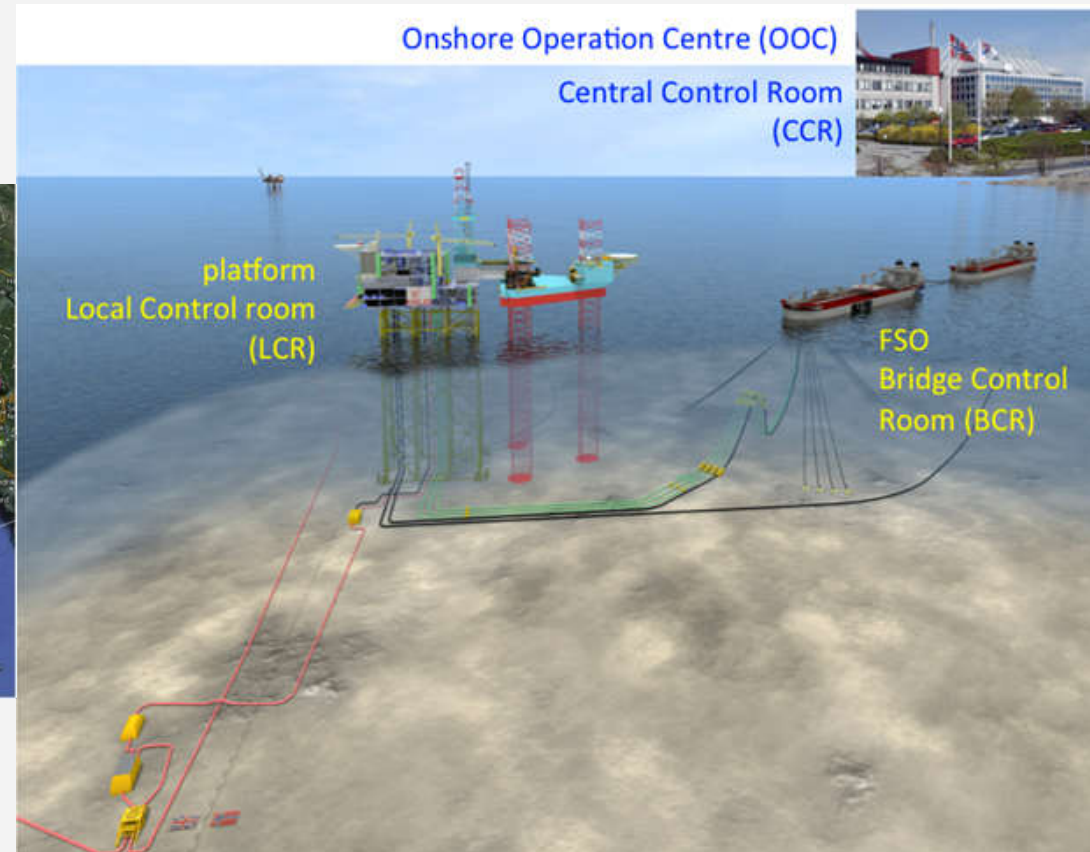 Onshore Operation Centre (OOC)
Central Control Room
(CCR)
platform
Local Control room
(LCR)
FSO
Bridge Control
Room (BCR)